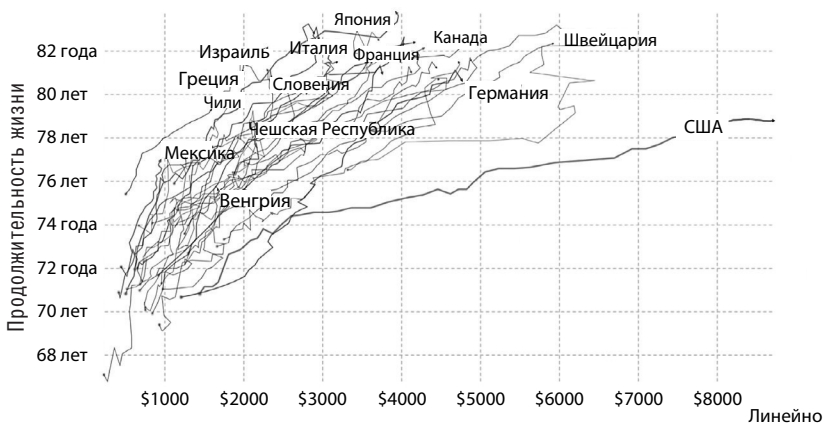 Продолжительность жизни
82 года
80 лет
78 лет
76 лет
74 года
72 года
70 лет
68 лет
Япония
Израиль
Италия
Франция
Канада
Швейцария
Греция
Словения
Германия
Чили
Чешская Республика
США
Мексика
Венгрия
$1000 $2000 $3000 $4000 $5000 $6000 $7000 $8000
Линейно